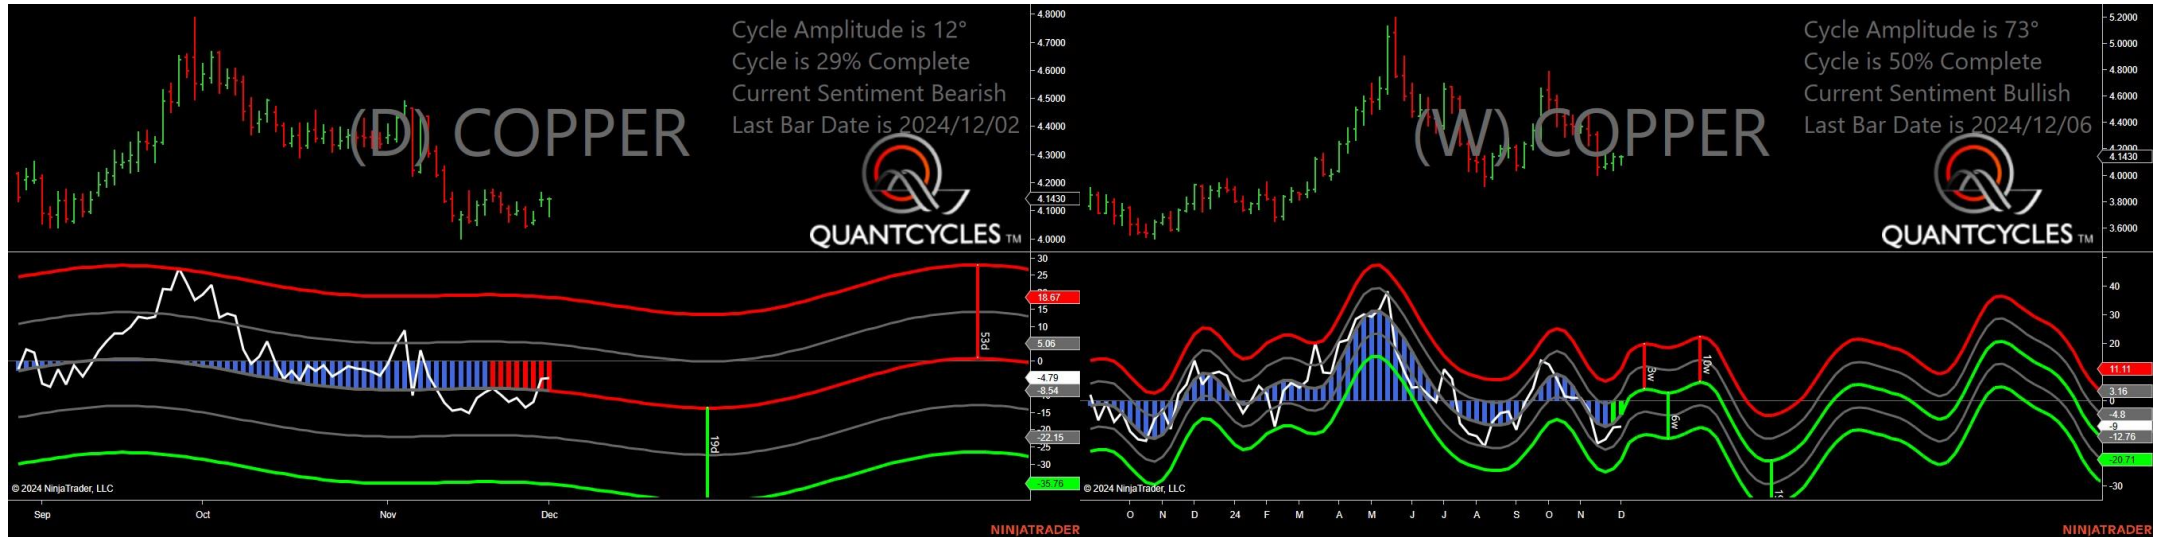 Cycle Amplitude is 12°
Cycle is 29% Complete
Current Sentiment Bearish
Last Bar Date is 2024/12/02
(D) COPPER
QUANTCYCLES TM
4.8000
4.7000
4.6000
4.5000
4.4000
4.3000
4.2000
4.1430
4.1000
4.0000
30
25
18.67
15
10
5.06
0
-4.79
-8.54
-15
-22.15
-25
-30
-35.76
53d
19d
© 2024 NinjaTrader, LLC
Sep
Oct
Nov
Dec
NINJATRADER
Cycle Amplitude is 73°
Cycle is 50% Complete
Current Sentiment Bullish
Last Bar Date is 2024/12/06
(W) COPPER
QUANTCYCLES TM
5.2000
5.0000
4.8000
4.6000
4.4000
4.2000
4.1430
4.0000
3.8000
3.6000
40
30
20
11.11
3.16
0
-4.8
-9
-12.76
-20.71
-30
10w
6w
© 2024 NinjaTrader, LLC
O N D 24 F M A M J J A S O N D
NINJATRADER